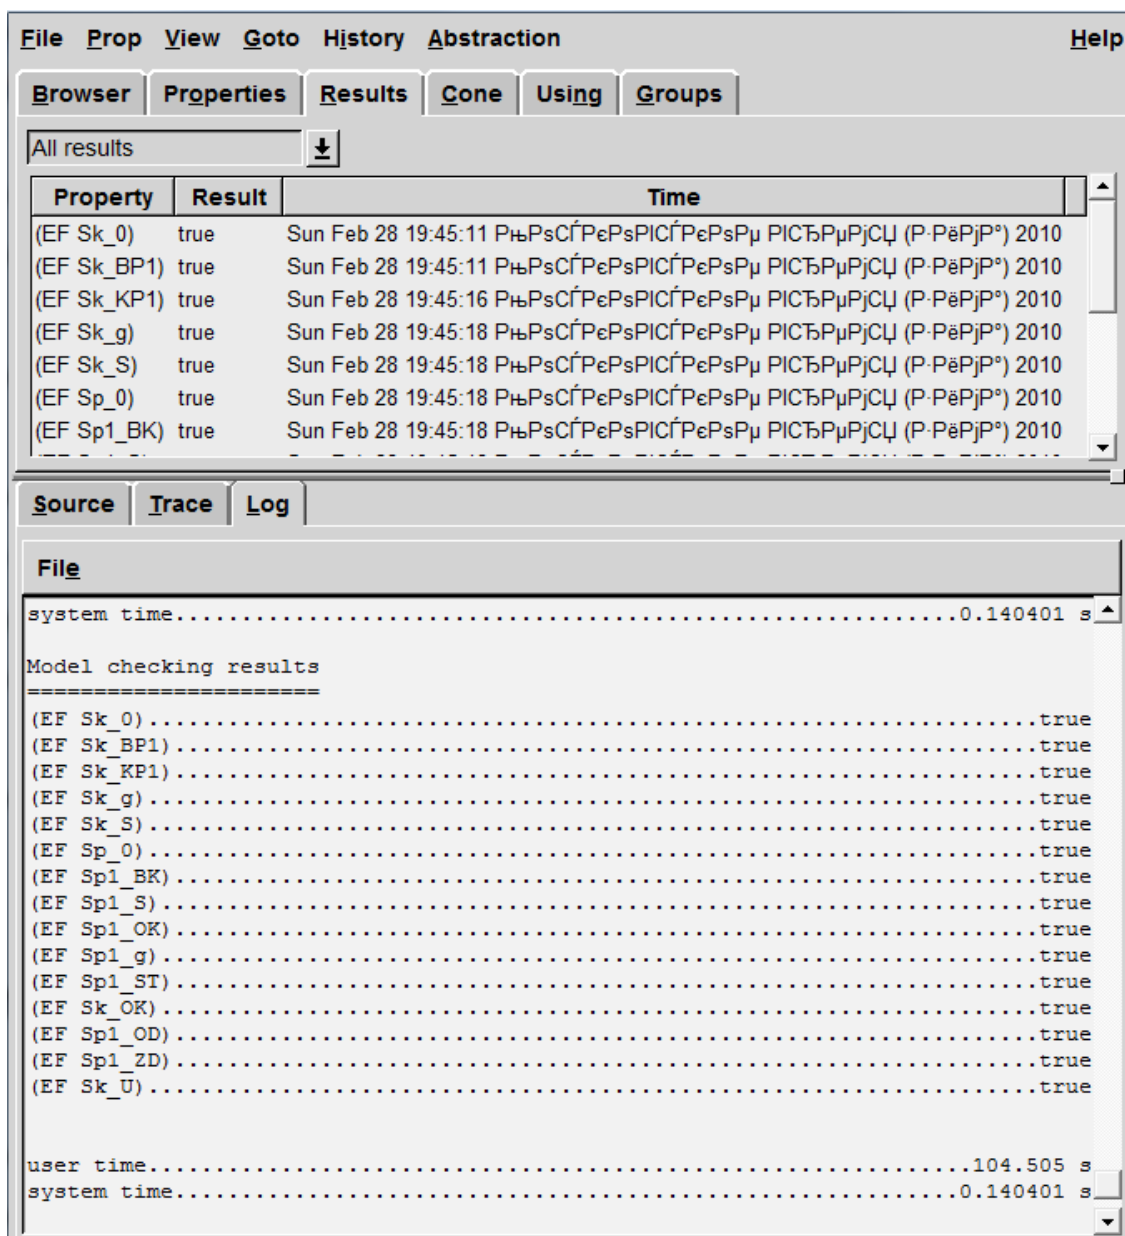 File Prop View Goto History Abstraction Help
Browser Properties Results Cone Using Groups
All results
Property Result Time
(EF Sk_0) true Sun Feb 28 19:45:11 РњРѕСЃРєРѕРІСЃРєРѕРµ РІСЂРµРјСЏ (Р·РёРјР°) 2010
(EF Sk_BP1) true Sun Feb 28 19:45:11 РњРѕСЃРєРѕРІСЃРєРѕРµ РІСЂРµРјСЏ (Р·РёРјР°) 2010
(EF Sk_KP1) true Sun Feb 28 19:45:16 РњРѕСЃРєРѕРІСЃРєРѕРµ РІСЂРµРјСЏ (Р·РёРјР°) 2010
(EF Sk_g) true Sun Feb 28 19:45:18 РњРѕСЃРєРѕРІСЃРєРѕРµ РІСЂРµРјСЏ (Р·РёРјР°) 2010
(EF Sk_S) true Sun Feb 28 19:45:18 РњРѕСЃРєРѕРІСЃРєРѕРµ РІСЂРµРјСЏ (Р·РёРјР°) 2010
(EF Sp_0) true Sun Feb 28 19:45:18 РњРѕСЃРєРѕРІСЃРєРѕРµ РІСЂРµРјСЏ (Р·РёРјР°) 2010
(EF Sp1_BK) true Sun Feb 28 19:45:18 РњРѕСЃРєРѕРІСЃРєРѕРµ РІСЂРµРјСЏ (Р·РёРјР°) 2010
Source Trace Log
File
system time...........................................................0.140401 s
Model checking results
======================
(EF Sk_0)...................................................................true
(EF Sk_BP1).................................................................true
(EF Sk_KP1).................................................................true
(EF Sk_g)...................................................................true
(EF Sk_S)...................................................................true
(EF Sp_0)...................................................................true
(EF Sp1_BK).................................................................true
(EF Sp1_S)..................................................................true
(EF Sp1_OK).................................................................true
(EF Sp1_g)..................................................................true
(EF Sp1_ST).................................................................true
(EF Sk_OK)..................................................................true
(EF Sp1_OD).................................................................true
(EF Sp1_ZD).................................................................true
(EF Sk_U)...................................................................true
user time..............................................................104.505 s
system time...........................................................0.140401 s